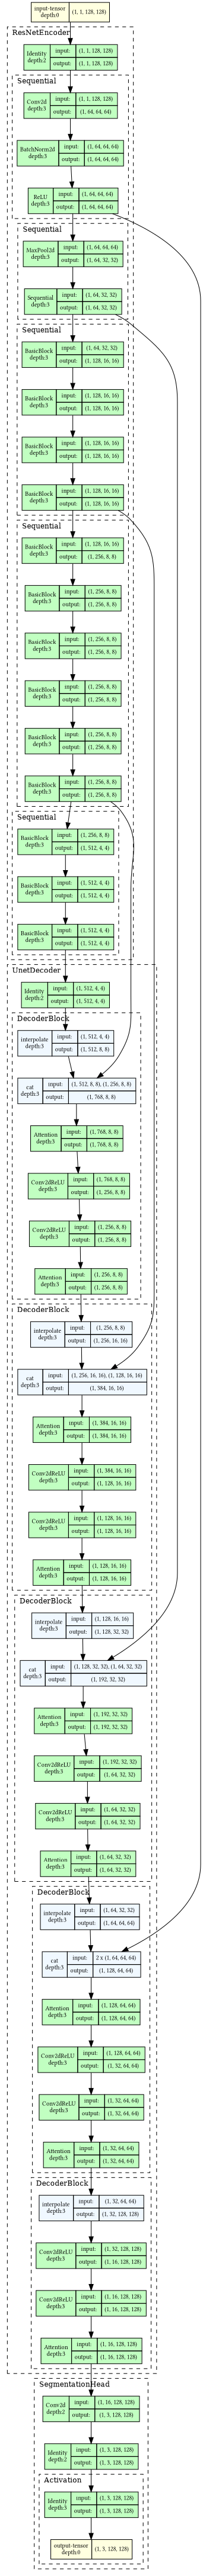 input-tensor
depth:0
(1, 1, 128, 128)
ResNetEncoder
Identity
depth:2
input:
(1, 1, 128, 128)
output:
(1, 1, 128, 128)
Sequential
Conv2d
depth:3
input:
(1, 1, 128, 128)
output:
(1, 64, 64, 64)
BatchNorm2d
depth:3
input:
(1, 64, 64, 64)
output:
(1, 64, 64, 64)
ReLU
depth:3
input:
(1, 64, 64, 64)
output:
(1, 64, 64, 64)
Sequential
MaxPool2d
depth:3
input:
(1, 64, 64, 64)
output:
(1, 64, 32, 32)
Sequential
depth:3
input:
(1, 64, 32, 32)
output:
(1, 64, 32, 32)
Sequential
BasicBlock
depth:3
input:
(1, 64, 32, 32)
output:
(1, 128, 16, 16)
BasicBlock
depth:3
input:
(1, 128, 16, 16)
output:
(1, 128, 16, 16)
BasicBlock
depth:3
input:
(1, 128, 16, 16)
output:
(1, 128, 16, 16)
BasicBlock
depth:3
input:
(1, 128, 16, 16)
output:
(1, 128, 16, 16)
Sequential
BasicBlock
depth:3
input:
(1, 128, 16, 16)
output:
(1, 256, 8, 8)
BasicBlock
depth:3
input:
(1, 256, 8, 8)
output:
(1, 256, 8, 8)
BasicBlock
depth:3
input:
(1, 256, 8, 8)
output:
(1, 256, 8, 8)
BasicBlock
depth:3
input:
(1, 256, 8, 8)
output:
(1, 256, 8, 8)
BasicBlock
depth:3
input:
(1, 256, 8, 8)
output:
(1, 256, 8, 8)
BasicBlock
depth:3
input:
(1, 256, 8, 8)
output:
(1, 256, 8, 8)
Sequential
BasicBlock
depth:3
input:
(1, 256, 8, 8)
output:
(1, 512, 4, 4)
BasicBlock
depth:3
input:
(1, 512, 4, 4)
output:
(1, 512, 4, 4)
BasicBlock
depth:3
input:
(1, 512, 4, 4)
output:
(1, 512, 4, 4)
UnetDecoder
Identity
depth:2
input:
(1, 512, 4, 4)
output:
(1, 512, 4, 4)
DecoderBlock
interpolate
depth:3
input:
(1, 512, 4, 4)
output:
(1, 512, 8, 8)
cat
depth:3
input:
(1, 512, 8, 8), (1, 256, 8, 8)
output:
(1, 768, 8, 8)
Attention
depth:3
input:
(1, 768, 8, 8)
output:
(1, 768, 8, 8)
Conv2dReLU
depth:3
input:
(1, 768, 8, 8)
output:
(1, 256, 8, 8)
Conv2dReLU
depth:3
input:
(1, 256, 8, 8)
output:
(1, 256, 8, 8)
Attention
depth:3
input:
(1, 256, 8, 8)
output:
(1, 256, 8, 8)
DecoderBlock
interpolate
depth:3
input:
(1, 256, 8, 8)
output:
(1, 256, 16, 16)
cat
depth:3
input:
(1, 256, 16, 16), (1, 128, 16, 16)
output:
(1, 384, 16, 16)
Attention
depth:3
input:
(1, 384, 16, 16)
output:
(1, 384, 16, 16)
Conv2dReLU
depth:3
input:
(1, 384, 16, 16)
output:
(1, 128, 16, 16)
Conv2dReLU
depth:3
input:
(1, 128, 16, 16)
output:
(1, 128, 16, 16)
Attention
depth:3
input:
(1, 128, 16, 16)
output:
(1, 128, 16, 16)
DecoderBlock
interpolate
depth:3
input:
(1, 128, 16, 16)
output:
(1, 128, 32, 32)
cat
depth:3
input:
(1, 128, 32, 32), (1, 64, 32, 32)
output:
(1, 192, 32, 32)
Attention
depth:3
input:
(1, 192, 32, 32)
output:
(1, 192, 32, 32)
Conv2dReLU
depth:3
input:
(1, 192, 32, 32)
output:
(1, 64, 32, 32)
Conv2dReLU
depth:3
input:
(1, 64, 32, 32)
output:
(1, 64, 32, 32)
Attention
depth:3
input:
(1, 64, 32, 32)
output:
(1, 64, 32, 32)
DecoderBlock
interpolate
depth:3
input:
(1, 64, 32, 32)
output:
(1, 64, 64, 64)
cat
depth:3
input:
2 x (1, 64, 64, 64)
output:
(1, 128, 64, 64)
Attention
depth:3
input:
(1, 128, 64, 64)
output:
(1, 128, 64, 64)
Conv2dReLU
depth:3
input:
(1, 128, 64, 64)
output:
(1, 32, 64, 64)
Conv2dReLU
depth:3
input:
(1, 32, 64, 64)
output:
(1, 32, 64, 64)
Attention
depth:3
input:
(1, 32, 64, 64)
output:
(1, 32, 64, 64)
DecoderBlock
interpolate
depth:3
input:
(1, 32, 64, 64)
output:
(1, 32, 128, 128)
Conv2dReLU
depth:3
input:
(1, 32, 128, 128)
output:
(1, 16, 128, 128)
Conv2dReLU
depth:3
input:
(1, 16, 128, 128)
output:
(1, 16, 128, 128)
Attention
depth:3
input:
(1, 16, 128, 128)
output:
(1, 16, 128, 128)
SegmentationHead
Conv2d
depth:2
input:
(1, 16, 128, 128)
output:
(1, 3, 128, 128)
Identity
depth:2
input:
(1, 3, 128, 128)
output:
(1, 3, 128, 128)
Activation
Identity
depth:3
input:
(1, 3, 128, 128)
output:
(1, 3, 128, 128)
output-tensor
depth:0
(1, 3, 128, 128)